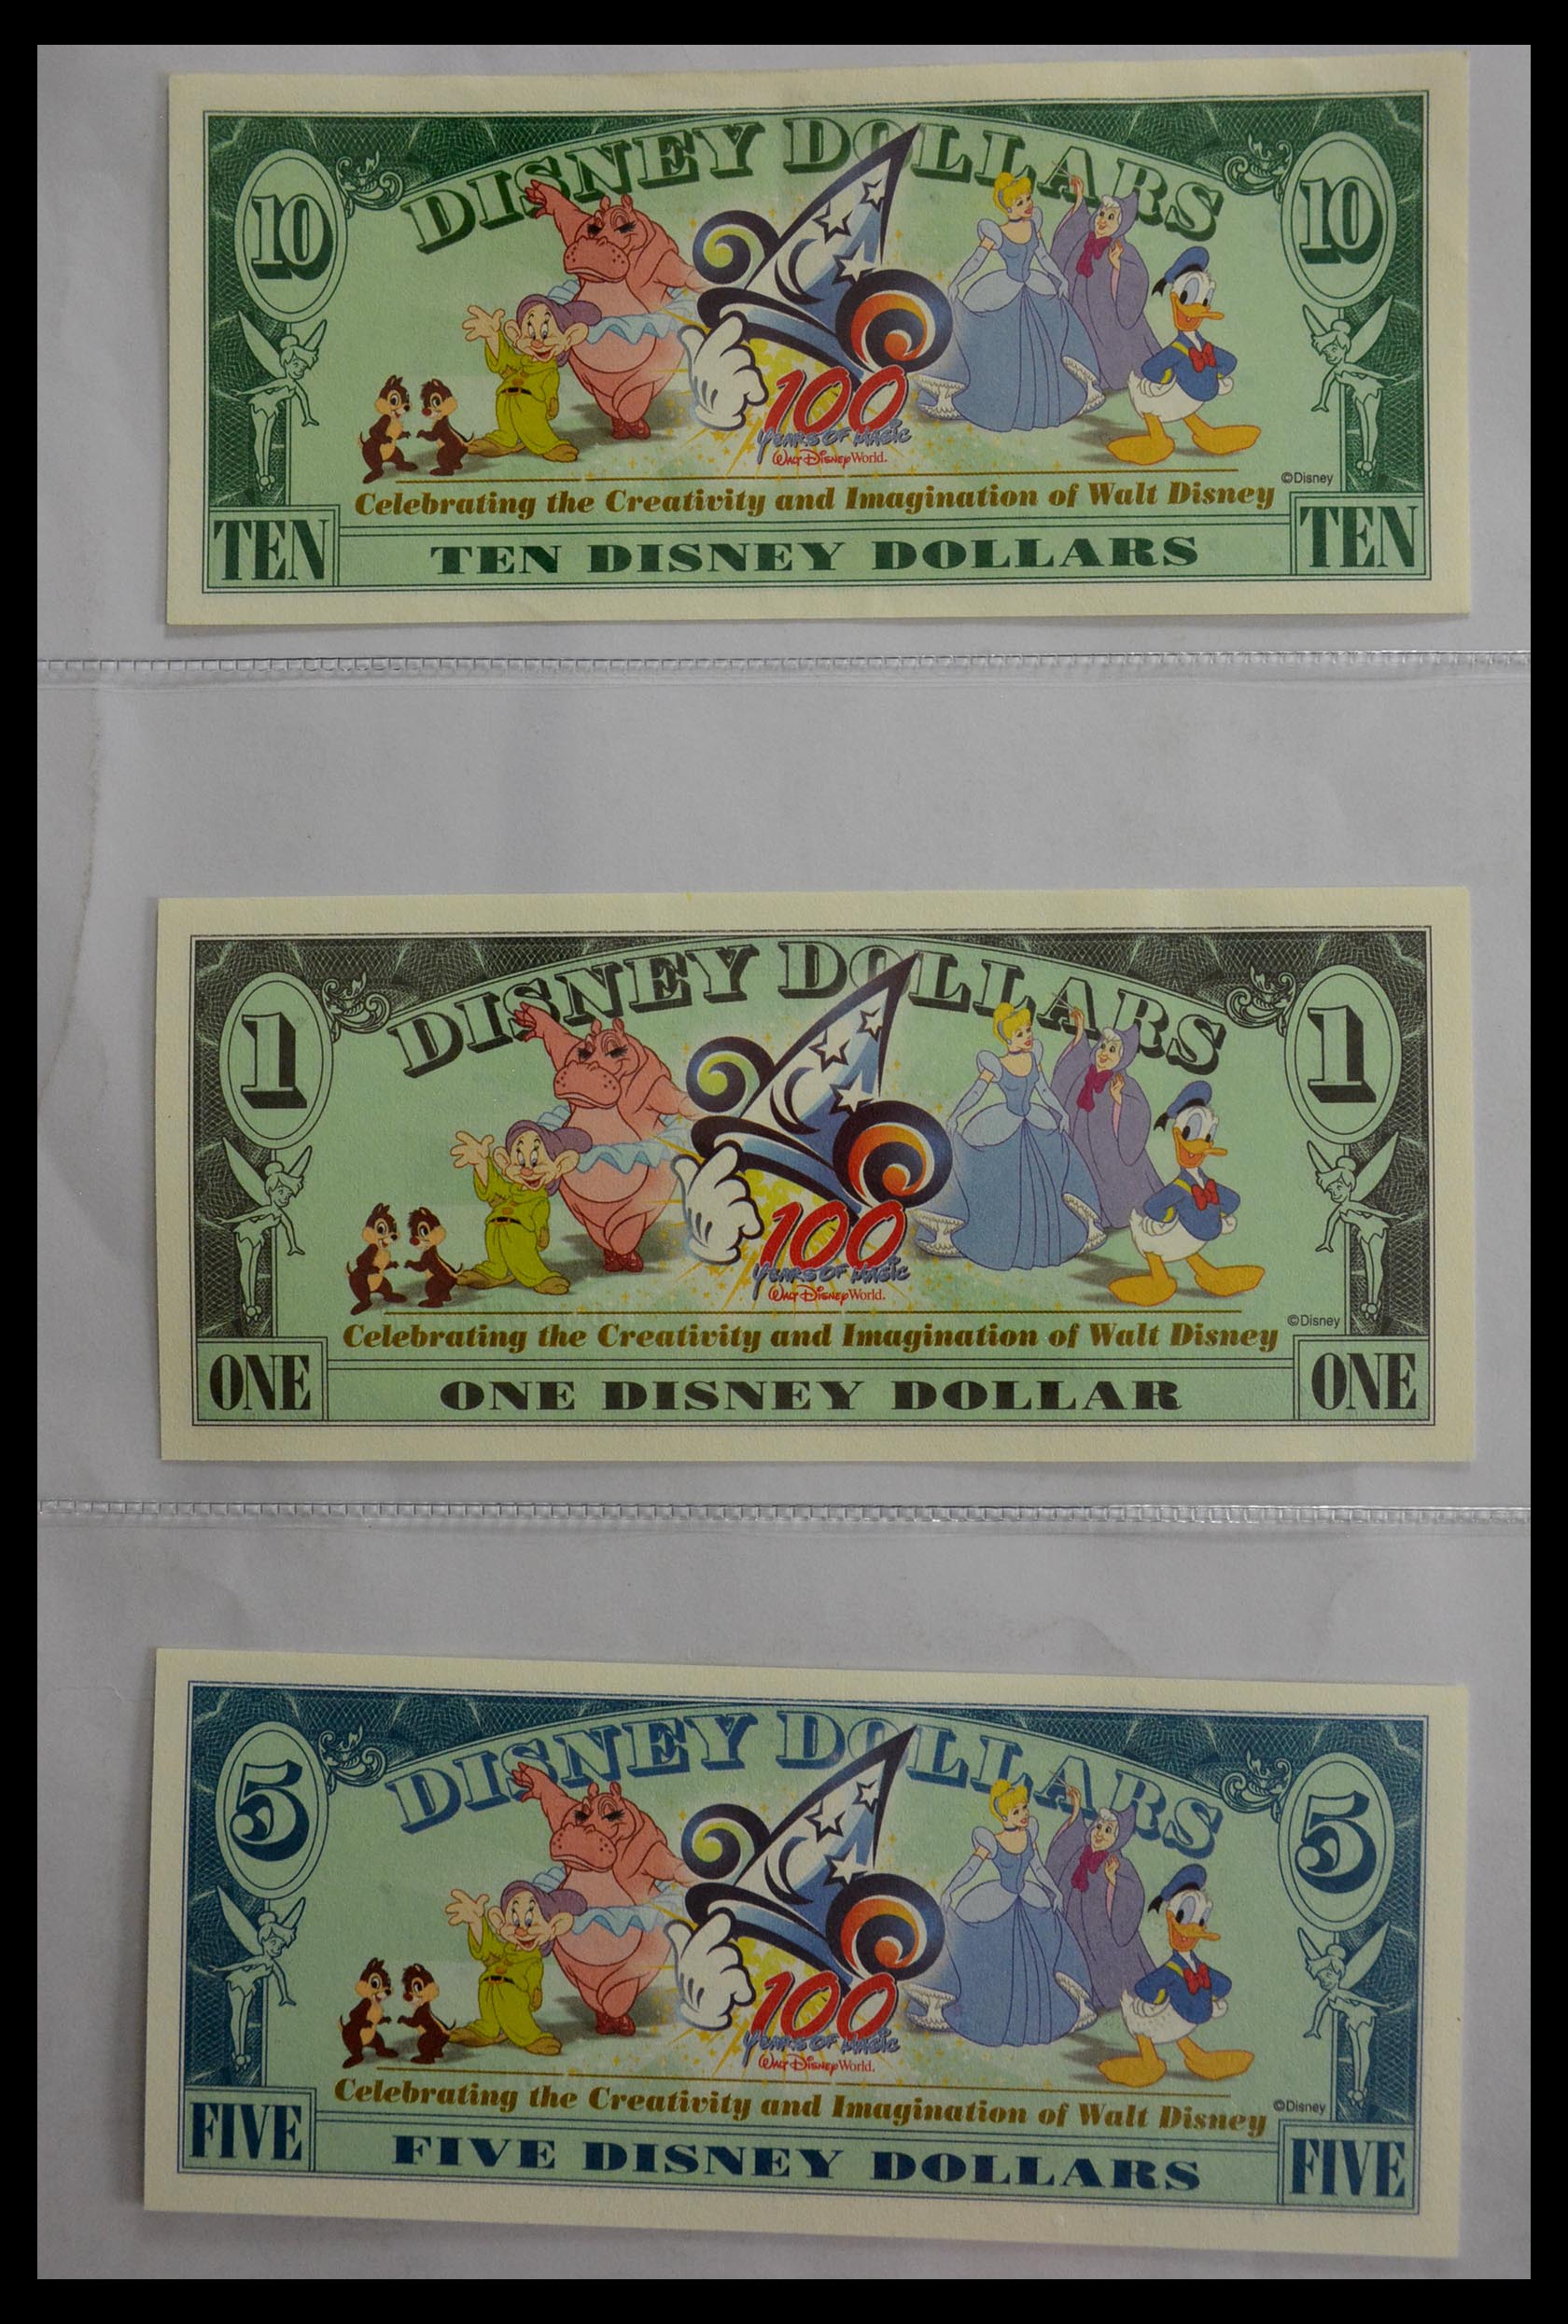 DISNEY DOLLARS
10 10
100
YEARS OF MAGIC
Walt Disney World.
©Disney
Celebrating the Creativity and Imagination of Walt Disney
TEN TEN DISNEY DOLLARS TEN
DISNEY DOLLARS
1 1
100
YEARS OF MAGIC
Walt Disney World.
©Disney
Celebrating the Creativity and Imagination of Walt Disney
ONE ONE DISNEY DOLLAR ONE
DISNEY DOLLARS
5 5
100
YEARS OF MAGIC
Walt Disney World.
©Disney
Celebrating the Creativity and Imagination of Walt Disney
FIVE FIVE DISNEY DOLLARS FIVE